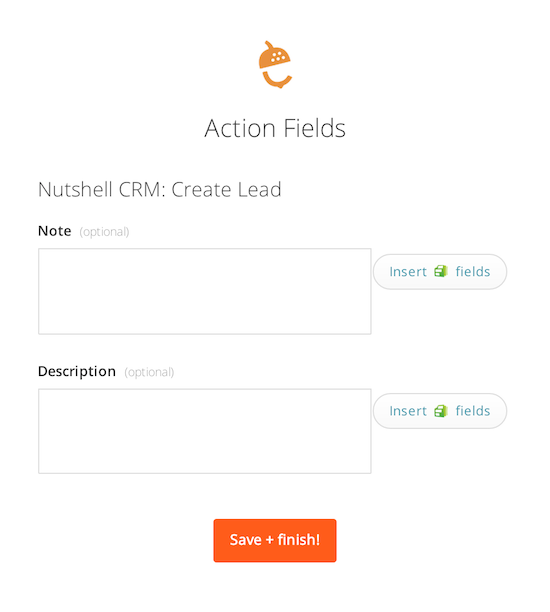 Action Fields
Nutshell CRM: Create Lead
Note (optional)
Insert fields
Description (optional)
Insert fields
Save + finish!